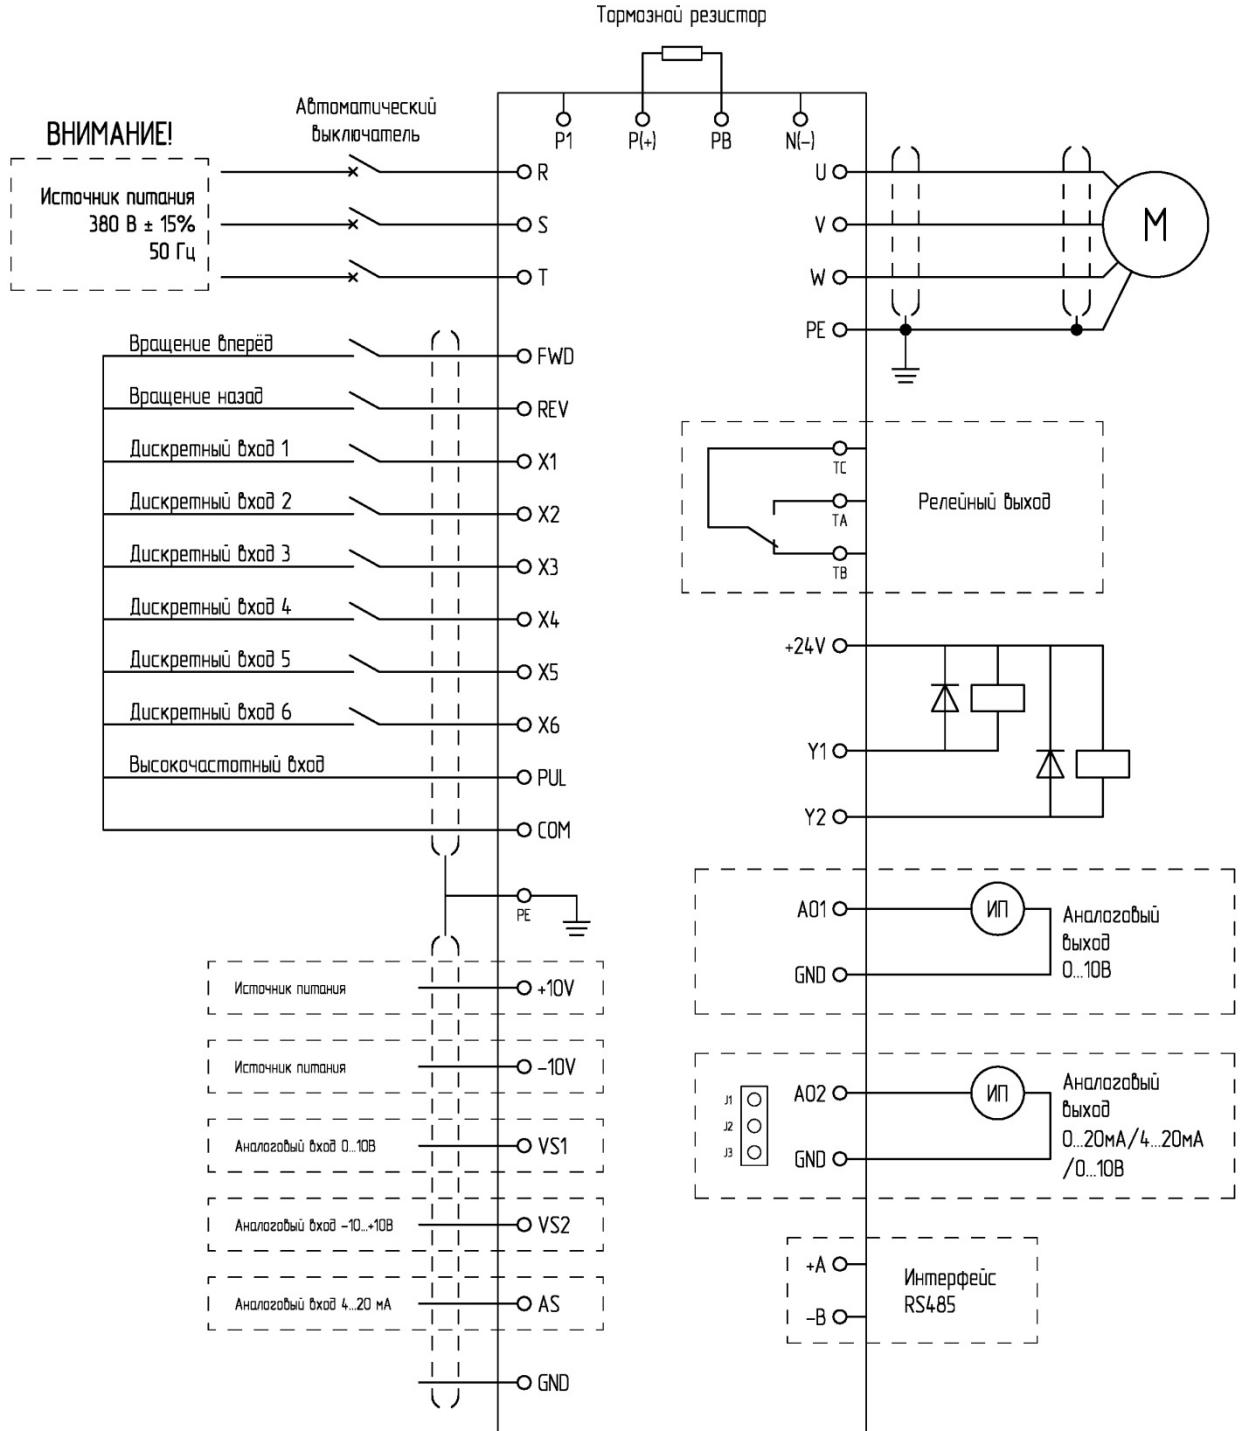 Тормозной резистор
Автоматический
выключатель
ВНИМАНИЕ!
Источник питания
380 В ± 15%
50 Гц
P1
P(+)
PB
N(-)
R
S
T
U
V
W
PE
M
Вращение вперёд
FWD
Вращение назад
REV
Дискретный вход 1
X1
Дискретный вход 2
X2
Дискретный вход 3
X3
Дискретный вход 4
X4
Дискретный вход 5
X5
Дискретный вход 6
X6
Высокочастотный вход
PUL
COM
PE
Источник питания
+10V
Источник питания
-10V
Аналоговый вход 0...10В
VS1
Аналоговый вход -10...+10В
VS2
Аналоговый вход 4...20 мА
AS
GND
TC
TA
TB
Релейный выход
+24V
Y1
Y2
AO1
GND
ИП
Аналоговый
выход
0...10В
J1
J2
J3
AO2
GND
ИП
Аналоговый
выход
0...20мА/4...20мА
/0...10В
+A
-B
Интерфейс
RS485